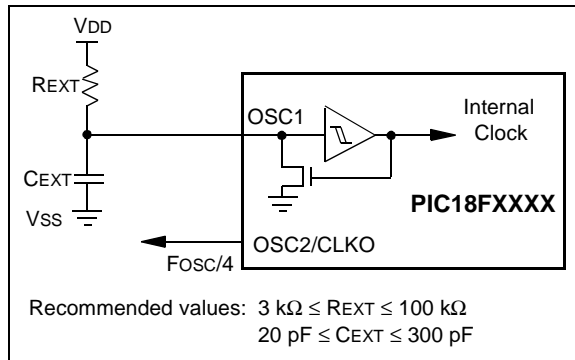 VDD
REXT
OSC1
Internal
Clock
CEXT
PIC18FXXXX
VSS
OSC2/CLKO
FOSC/4
Recommended values: 3 kΩ ≤ REXT ≤ 100 kΩ
20 pF ≤ CEXT ≤ 300 pF